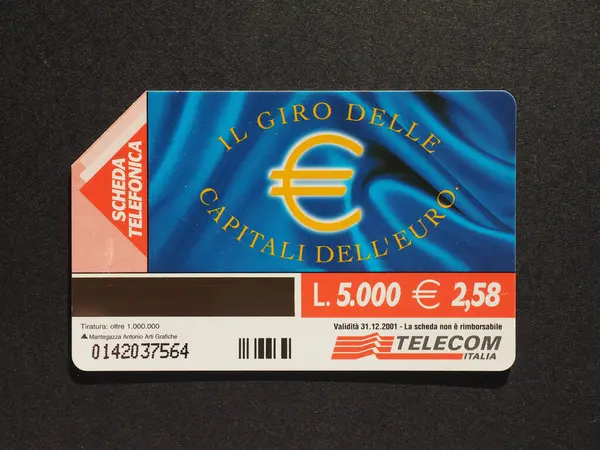 IL GIRO DELLE
€
CAPITALI DELL'EURO.
SCHEDA
TELEFONICA
L. 5.000 € 2,58
Tiratura: oltre 1.000.000
Mantegazza Antonio Arti Grafiche
0142037564
Validità 31.12.2001 - La scheda non è rimborsabile
TELECOM
ITALIA